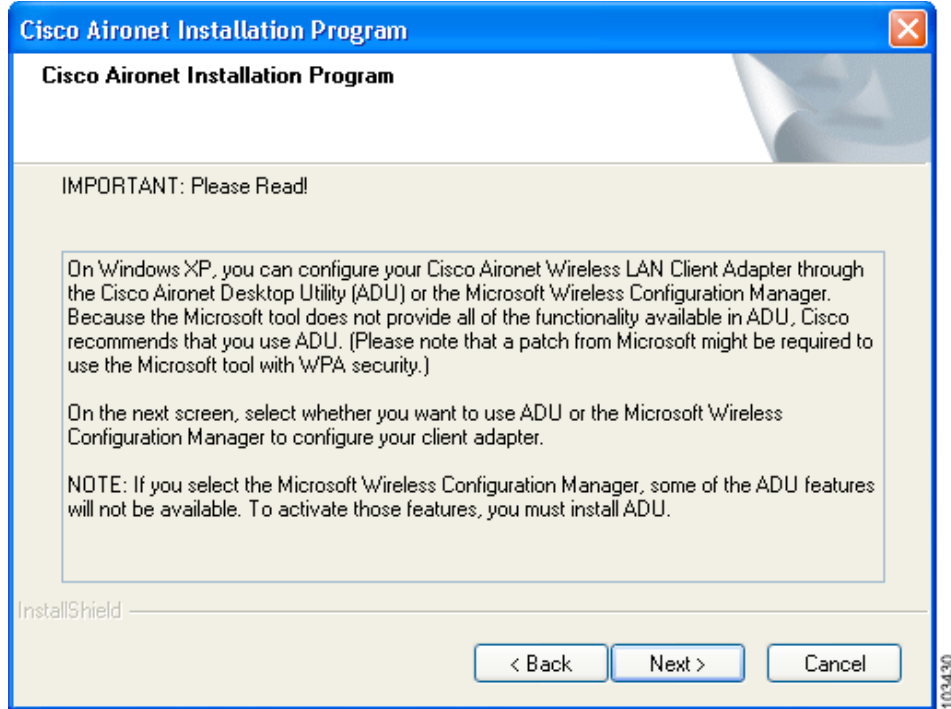 Cisco Aironet Installation Program
Cisco Aironet Installation Program
IMPORTANT: Please Read!
On Windows XP, you can configure your Cisco Aironet Wireless LAN Client Adapter through
the Cisco Aironet Desktop Utility (ADU) or the Microsoft Wireless Configuration Manager.
Because the Microsoft tool does not provide all of the functionality available in ADU, Cisco
recommends that you use ADU. (Please note that a patch from Microsoft might be required to
use the Microsoft tool with WPA security.)
On the next screen, select whether you want to use ADU or the Microsoft Wireless
Configuration Manager to configure your client adapter.
NOTE: If you select the Microsoft Wireless Configuration Manager, some of the ADU features
will not be available. To activate those features, you must install ADU.
InstallShield
< Back
Next >
Cancel
103430